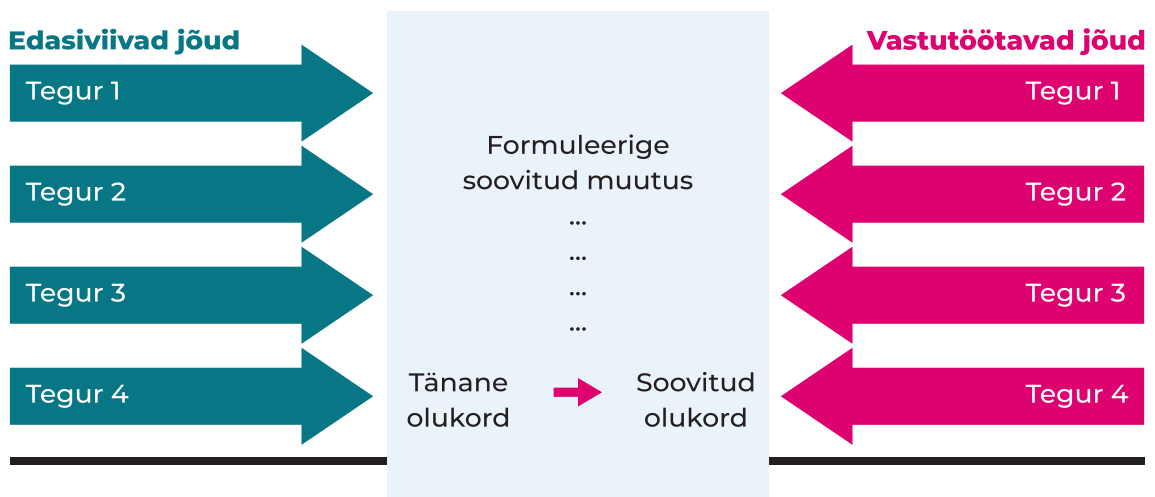 Edasiviivad jõud
Tegur 1
Tegur 2
Tegur 3
Tegur 4
Formuleerige
soovitud muutus
...
...
...
...
Tänane
olukord
Soovitud
olukord
Vastutöötavad jõud
Tegur 1
Tegur 2
Tegur 3
Tegur 4